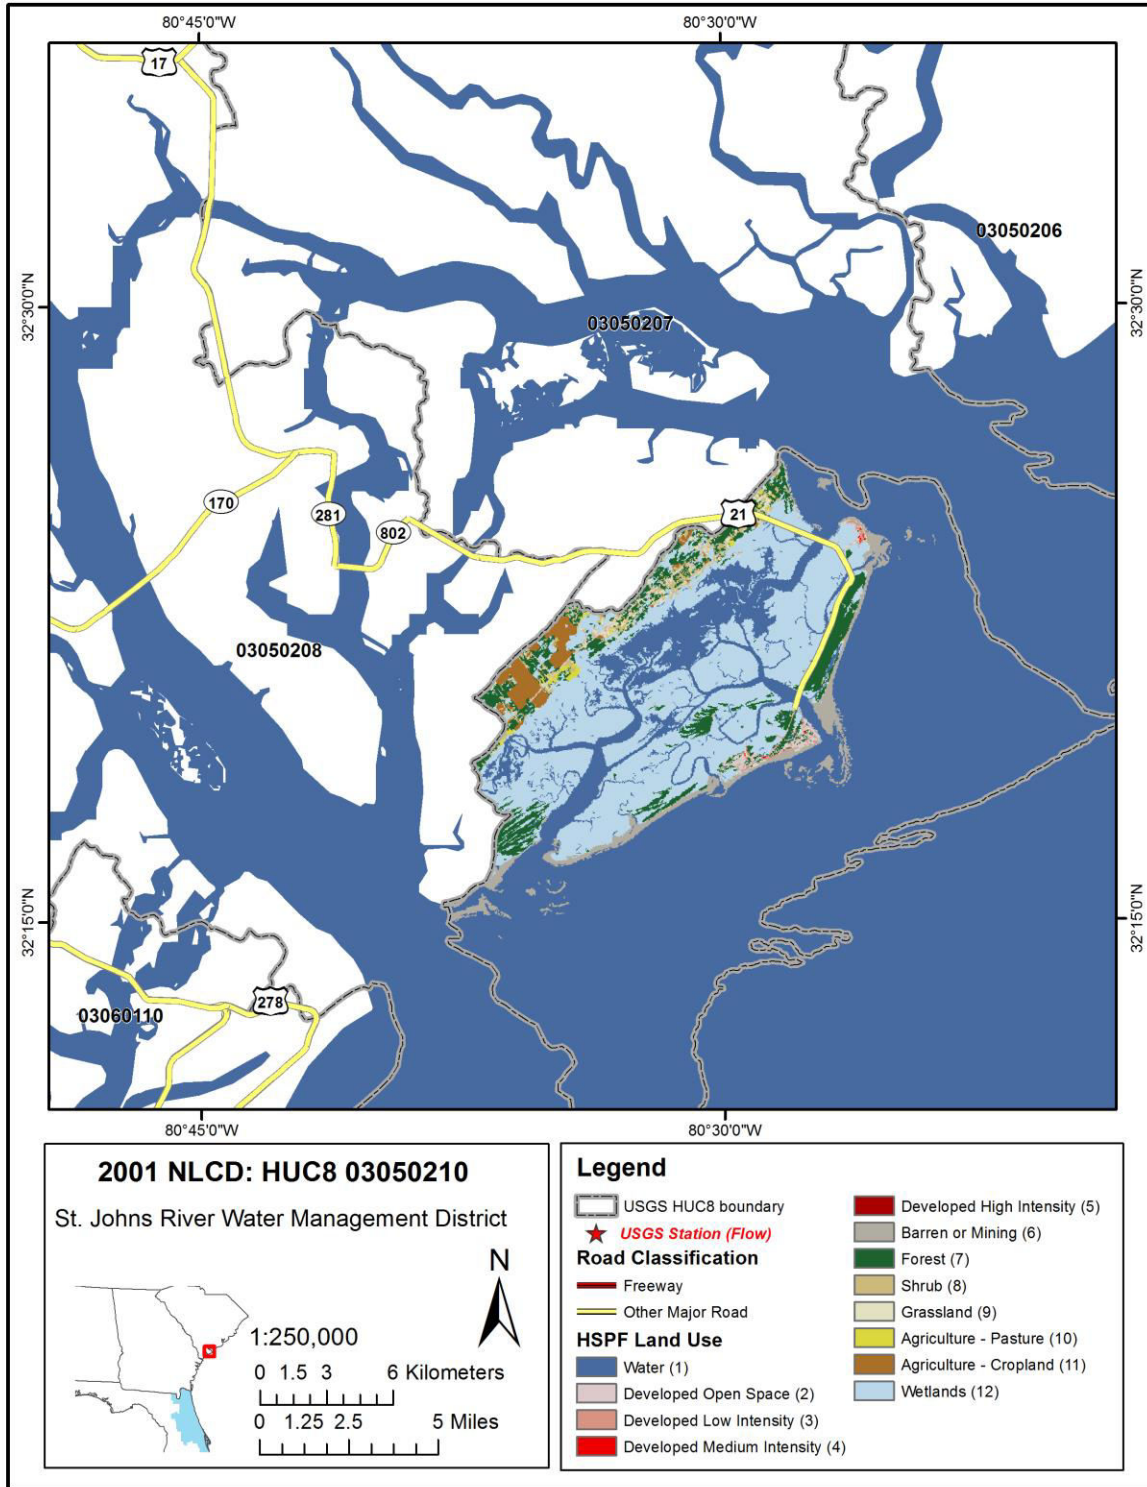 80°45'0"W 80°30'0"W
17
03050206
32°30'0"N 32°30'0"N
03050207
170
281
802
21
03050208
32°15'0"N 32°15'0"N
278
03060110
80°45'0"W 80°30'0"W
2001 NLCD: HUC8 03050210
St. Johns River Water Management District
N
1:250,000
0 1.5 3 6 Kilometers
0 1.25 2.5 5 Miles
Legend
USGS HUC8 boundary
USGS Station (Flow)
Road Classification
Freeway
Other Major Road
HSPF Land Use
Water (1)
Developed Open Space (2)
Developed Low Intensity (3)
Developed Medium Intensity (4)
Developed High Intensity (5)
Barren or Mining (6)
Forest (7)
Shrub (8)
Grassland (9)
Agriculture - Pasture (10)
Agriculture - Cropland (11)
Wetlands (12)